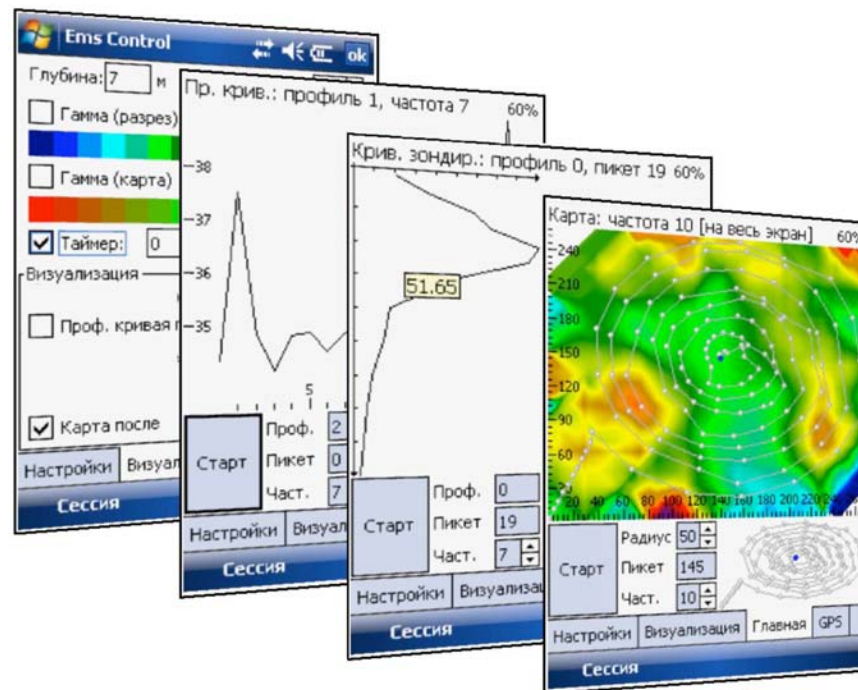 Ems Control
ok
Глубина: 7 м
Гамма (разрез)
Гамма (карта)
Таймер: 0
Визуализация
Проф. кривая
Карта после
Настройки
Сессия
Пр. крив.: профиль 1, частота 7
60%
38
37
36
35
5
Старт
Проф. 2
Пикет 0
Част. 7
Настройки
Сессия
Крив. зондир.: профиль 0, пикет 19 60%
51.65
Старт
Проф. 0
Пикет 19
Част. 7
Настройки
Сессия
Карта: частота 10 [на весь экран]
240
210
180
150
120
90
60
30
20 40 60 80 100 120 140 160 180 200 220 240
Старт
Радиус 50
Пикет 145
Част. 10
Настройки Визуализация Главная GPS
Сессия